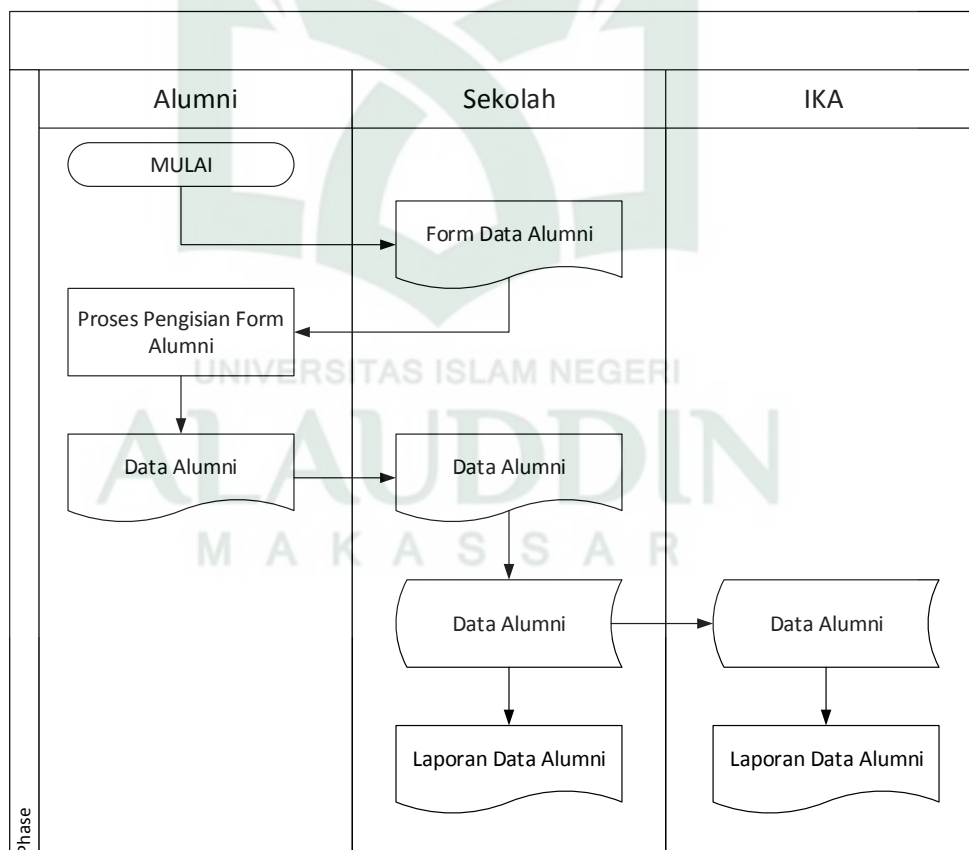 Alumni
Sekolah
IKA
MULAI
Form Data Alumni
Proses Pengisian Form
Alumni
UNIVERSITAS ISLAM NEGERI
Data Alumni
Data Alumni
ALAUDDIN
MAKASSAR
Data Alumni
Data Alumni
Laporan Data Alumni
Laporan Data Alumni
Phase